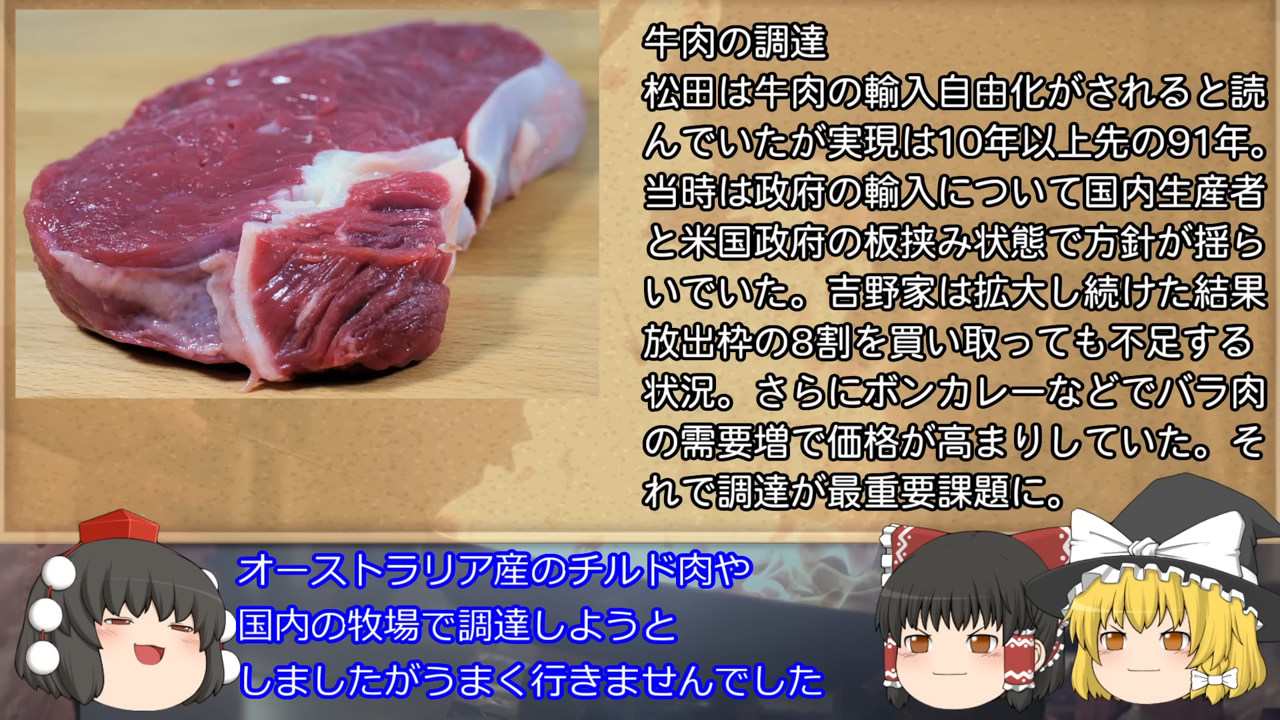 牛肉の調達
松田は牛肉の輸入自由化がされると読
んでいたが実現は10年以上先の91年。
当時は政府の輸入について国内生産者
と米国政府の板挟み状態で方針が揺ら
いでいた。吉野家は拡大し続けた結果
放出枠の8割を買い取っても不足する
状況。さらにボンカレーなどでバラ肉
の需要増で価格が高まりしていた。そ
れで調達が最重要課題に。
オーストラリア産のチルド肉や
国内の牧場で調達しようと
しましたがうまく行きませんでした